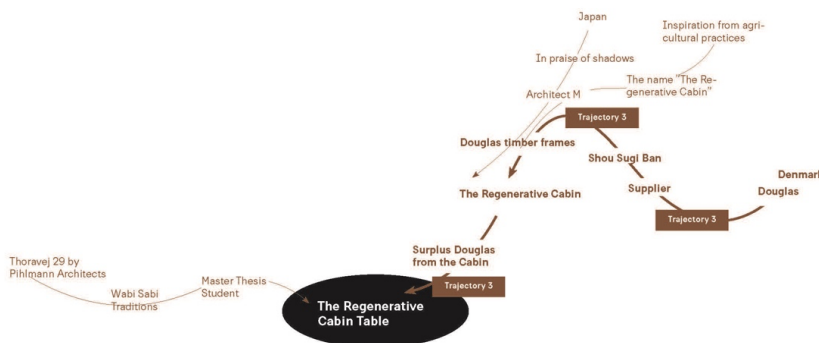 Japan
Inspiration from agri-
cultural practices
In praise of shadows
The name "The Re-
generative Cabin"
Architect M
Trajectory 3
Douglas timber frames
Shou Sugi Ban
Denmark
The Regenerative Cabin
Supplier
Douglas
Trajectory 3
Surplus Douglas
from the Cabin
Thoravej 29 by
Pihlmann Architects
Master Thesis
Student
Trajectory 3
Wabi Sabi
Traditions
The Regenerative
Cabin Table